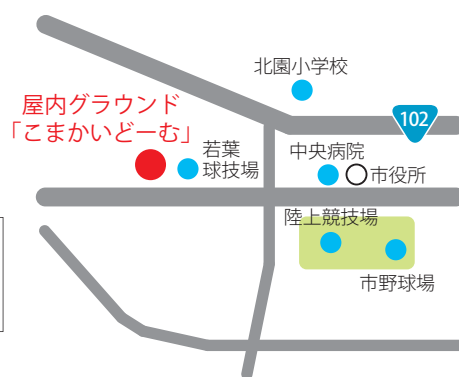 北園小学校
屋内グラウンド
「こまかいどーむ」
102
若葉
球技場
中央病院
市役所
陸上競技場
市野球場